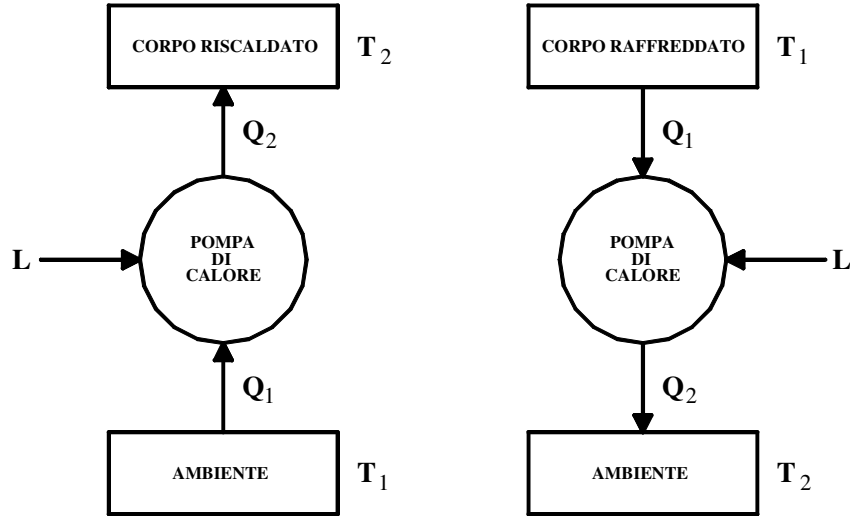 CORPO RISCALDATO
T2
Q2
L
POMPA
DI
CALORE
Q1
AMBIENTE
T1
CORPO RAFFREDDATO
T1
Q1
POMPA
DI
CALORE
L
Q2
AMBIENTE
T2